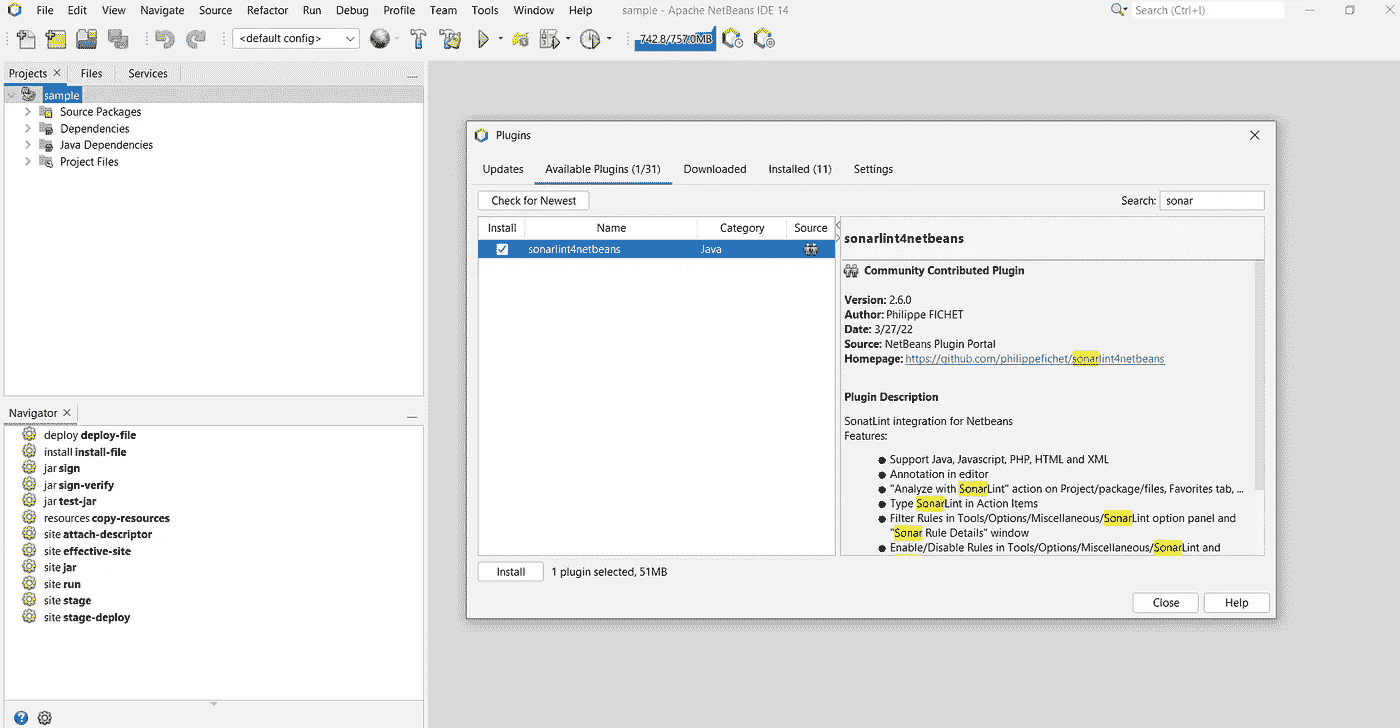 File Edit View Navigate Source Refactor Run Debug Profile Team Tools Window Help
sample - Apache NetBeans IDE 14
Search (Ctrl+I)
<default config>
742.8/757.0MB
Projects Files Services
sample
Source Packages
Dependencies
Java Dependencies
Project Files
Navigator
deploy deploy-file
install install-file
jar sign
jar sign-verify
jar test-jar
resources copy-resources
site attach-descriptor
site effective-site
site jar
site run
site stage
site stage-deploy
Plugins
Updates Available Plugins (1/31) Downloaded Installed (11) Settings
Check for Newest
Search: sonar
Install Name Category Source
sonarlint4netbeans Java
sonarlint4netbeans
Community Contributed Plugin
Version: 2.6.0
Author: Philippe FICHET
Date: 3/27/22
Source: NetBeans Plugin Portal
Homepage: https://github.com/philippefichet/sonarlint4netbeans
Plugin Description
SonatLint integration for Netbeans
Features:
● Support Java, Javascript, PHP, HTML and XML
● Annotation in editor
● "Analyze with SonarLint" action on Project/package/files, Favorites tab, ...
● Type SonarLint in Action Items
● Filter Rules in Tools/Options/Miscellaneous/SonarLint option panel and
"Sonar Rule Details" window
● Enable/Disable Rules in Tools/Options/Miscellaneous/SonarLint and
Install 1 plugin selected, 51MB
Close Help